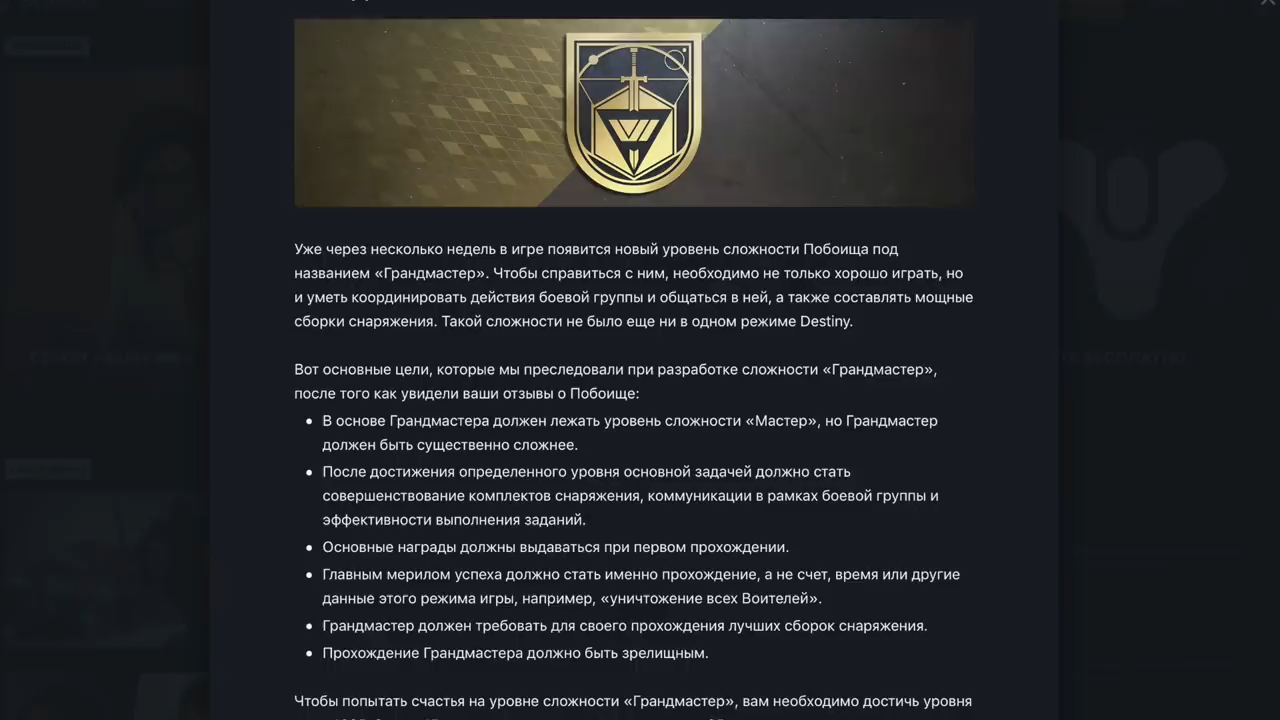 Уже через несколько недель в игре появится новый уровень сложности Побоища под
названием «Грандмастер». Чтобы справиться с ним, необходимо не только хорошо играть, но
и уметь координировать действия боевой группы и общаться в ней, а также составлять мощные
сборки снаряжения. Такой сложности не было еще ни в одном режиме Destiny.
Вот основные цели, которые мы преследовали при разработке сложности «Грандмастер»,
после того как увидели ваши отзывы о Побоище:
• В основе Грандмастера должен лежать уровень сложности «Мастер», но Грандмастер
должен быть существенно сложнее.
• После достижения определенного уровня основной задачей должно стать
совершенствование комплектов снаряжения, коммуникации в рамках боевой группы и
эффективности выполнения заданий.
• Основные награды должны выдаваться при первом прохождении.
• Главным мерилом успеха должно стать именно прохождение, а не счет, время или другие
данные этого режима игры, например, «уничтожение всех Воителей».
• Грандмастер должен требовать для своего прохождения лучших сборок снаряжения.
• Прохождение Грандмастера должно быть зрелищным.
Чтобы попытать счастья на уровне сложности «Грандмастер», вам необходимо достичь уровня